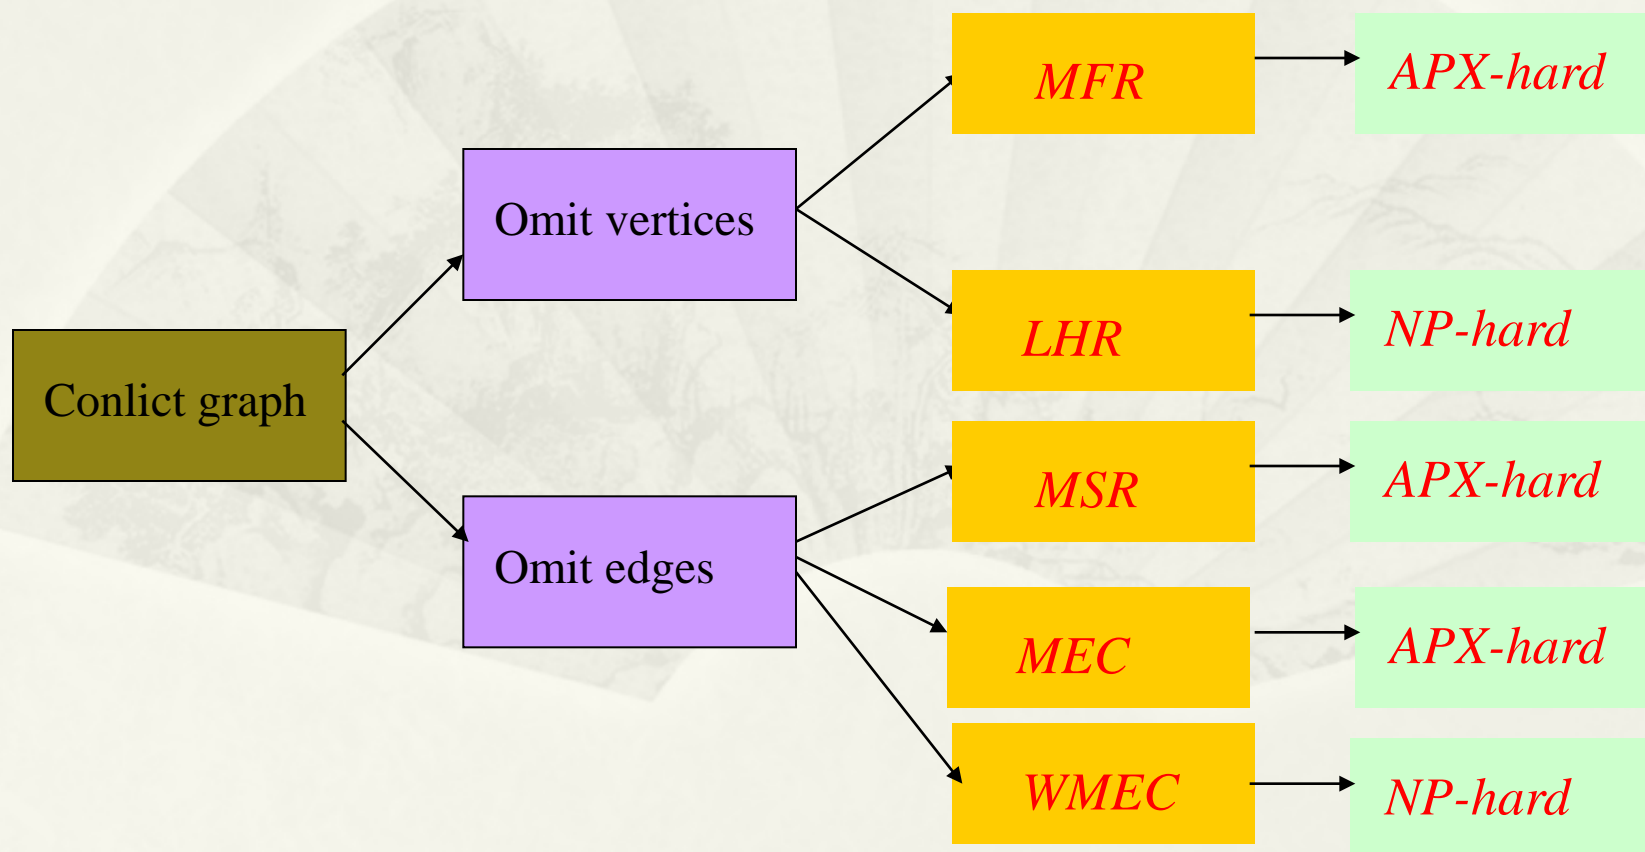 MFR
APX-hard
Omit vertices
LHR
NP-hard
Conlict graph
MSR
APX-hard
Omit edges
MEC
APX-hard
WMEC
NP-hard